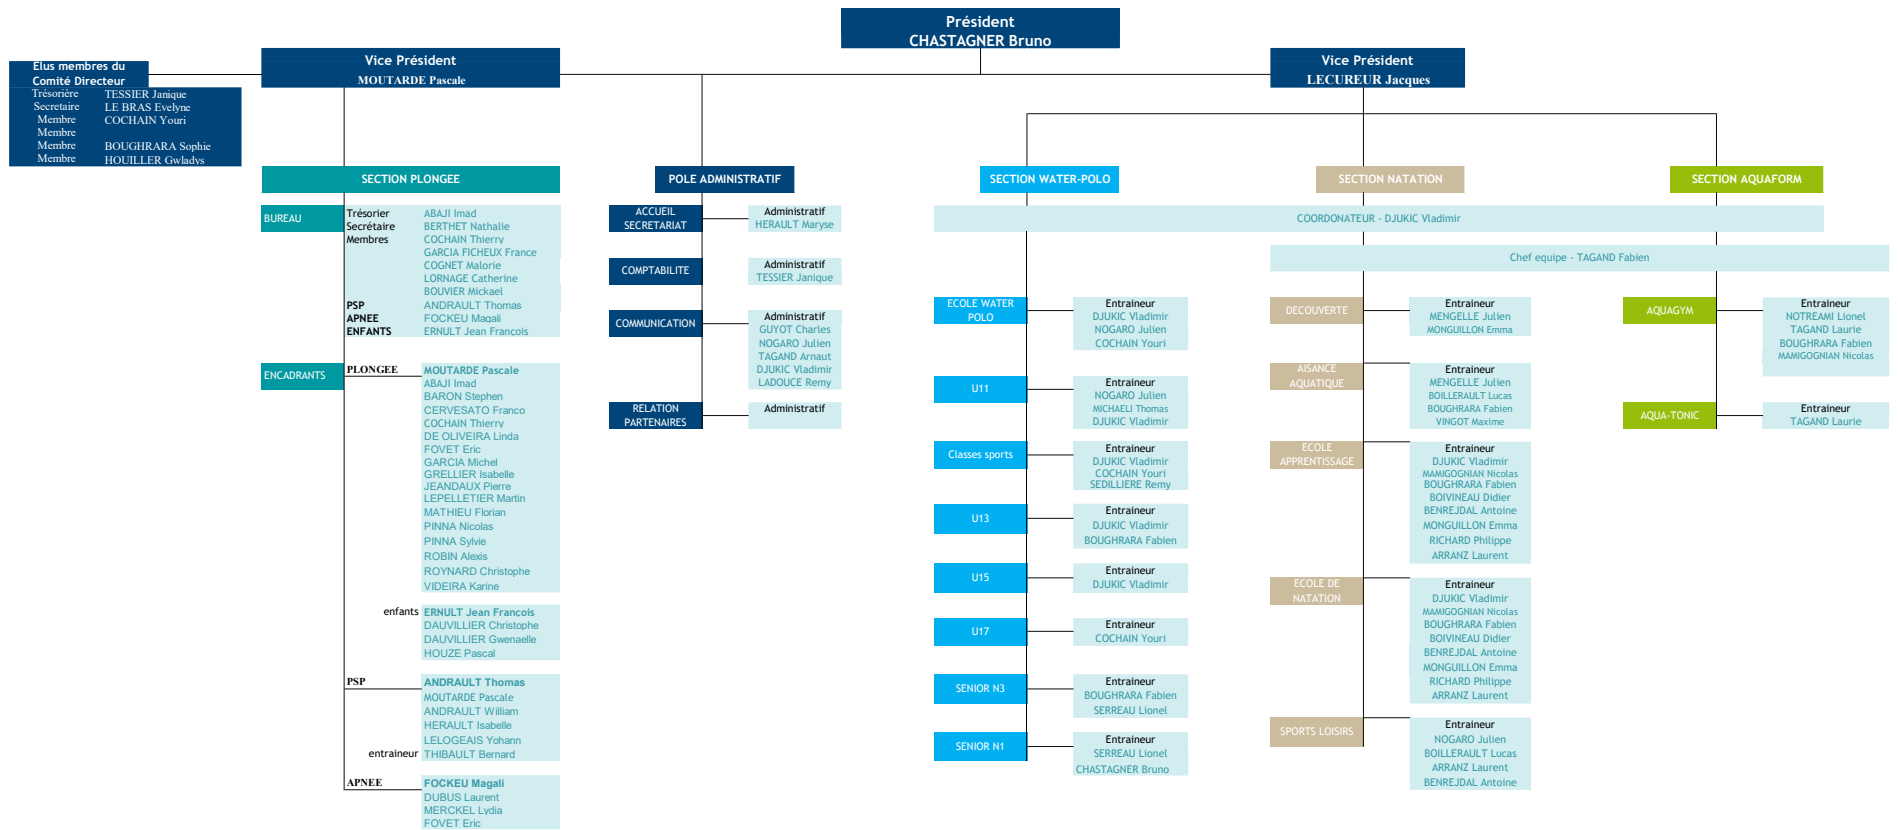 Président
CHASTAGNER Bruno
Vice Président
MOUTARDE Pascale
Vice Président
LECUREUR Jacques
Elus membres du
Comité Directeur
Trésorière TESSIER Janique
Secretaire LE BRAS Evelyne
Membre COCHAIN Youri
Membre
Membre BOUGHRARA Sophie
Membre HOUILLER Gwladys
SECTION PLONGEE
BUREAU
Trésorier ABAJI Imad
Secrétaire BERTHET Nathalie
Membres COCHAIN Thierry
GARCIA FICHEUX France
COGNET Malorie
LORNAGE Catherine
BOUVIER Mickael
PSP ANDRAULT Thomas
APNEE FOCKEU Magali
ENFANTS ERNULT Jean François
ENCADRANTS
PLONGEE MOUTARDE Pascale
ABAJI Imad
BARON Stephen
CERVESATO Franco
COCHAIN Thierry
DE OLIVEIRA Linda
FOVET Eric
GARCIA Michel
GRELLIER Isabelle
JEANDAUX Pierre
LEPELLETIER Martin
MATHIEU Florian
PINNA Nicolas
PINNA Sylvie
ROBIN Alexis
ROYNARD Christophe
VIDEIRA Karine
enfants ERNULT Jean François
DAUVILLIER Christophe
DAUVILLIER Gwenaelle
HOUZE Pascal
PSP ANDRAULT Thomas
MOUTARDE Pascale
ANDRAULT William
HERAULT Isabelle
LELOGEAIS Yohann
entraineur THIBAULT Bernard
APNEE FOCKEU Magali
DUBUS Laurent
MERCKEL Lydia
FOVET Eric
POLE ADMINISTRATIF
ACCUEIL
SECRETARIAT
Administratif
HERAULT Maryse
COMPTABILITE
Administratif
TESSIER Janique
COMMUNICATION
Administratif
GUYOT Charles
NOGARO Julien
TAGAND Arnaut
DJUKIC Vladimir
LADOUCE Remy
RELATION
PARTENAIRES
Administratif
SECTION WATER-POLO
SECTION NATATION
SECTION AQUAFORM
COORDONATEUR - DJUKIC Vladimir
Chef equipe - TAGAND Fabien
ECOLE WATER
POLO
Entraineur
DJUKIC Vladimir
NOGARO Julien
COCHAIN Youri
U11
Entraineur
NOGARO Julien
MICHAELI Thomas
DJUKIC Vladimir
Classes sports
Entraineur
DJUKIC Vladimir
COCHAIN Youri
SEDILLIERE Remy
U13
Entraineur
DJUKIC Vladimir
BOUGHRARA Fabien
U15
Entraineur
DJUKIC Vladimir
U17
Entraineur
COCHAIN Youri
SENIOR N3
Entraineur
BOUGHRARA Fabien
SERREAU Lionel
SENIOR N1
Entraineur
SERREAU Lionel
CHASTAGNER Bruno
DECOUVERTE
Entraineur
MENGELLE Julien
MONGUILLON Emma
AISANCE
AQUATIQUE
Entraineur
MENGELLE Julien
BOILLERAULT Lucas
BOUGHRARA Fabien
VINGOT Maxime
ECOLE
APPRENTISSAGE
Entraineur
DJUKIC Vladimir
MAMIGOGNIAN Nicolas
BOUGHRARA Fabien
BOIVINEAU Didier
BENREJDAL Antoine
MONGUILLON Emma
RICHARD Philippe
ARRANZ Laurent
ECOLE DE
NATATION
Entraineur
DJUKIC Vladimir
MAMIGOGNIAN Nicolas
BOUGHRARA Fabien
BOIVINEAU Didier
BENREJDAL Antoine
MONGUILLON Emma
RICHARD Philippe
ARRANZ Laurent
SPORTS LOISIRS
Entraineur
NOGARO Julien
BOILLERAULT Lucas
ARRANZ Laurent
BENREJDAL Antoine
AQUAGYM
Entraineur
NOTREAMI Lionel
TAGAND Laurie
BOUGHRARA Fabien
MAMIGOGNIAN Nicolas
AQUA-TONIC
Entraineur
TAGAND Laurie